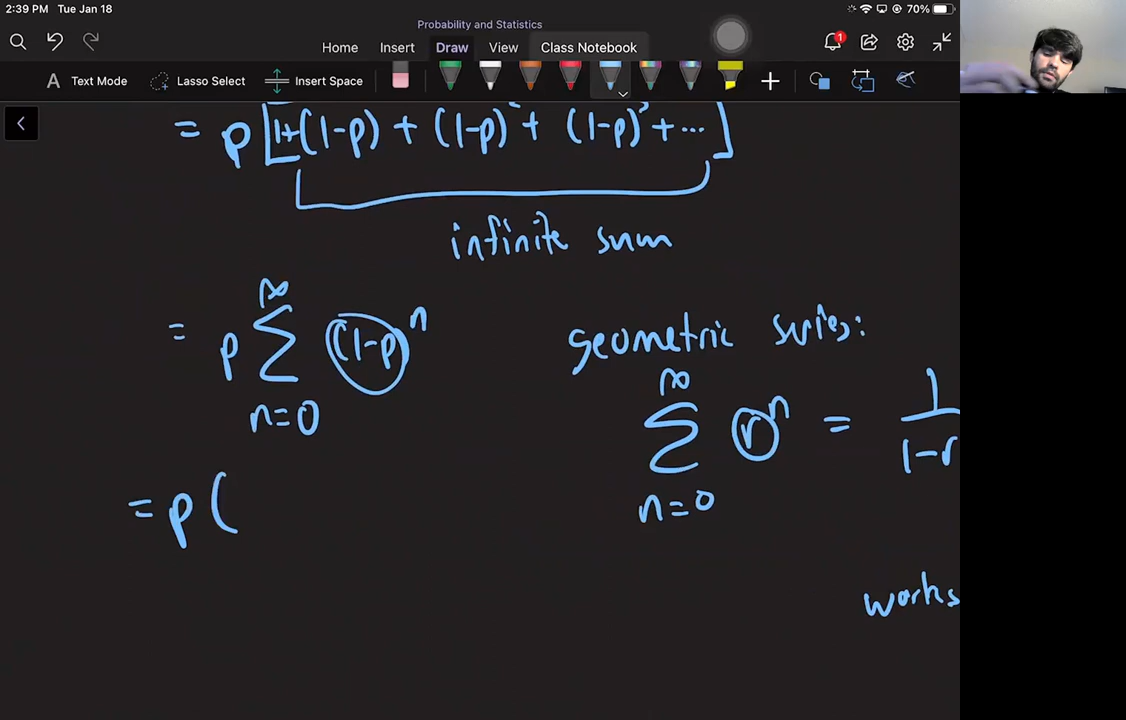 2:39 PM Tue Jan 18
70%
Probability and Statistics
Home Insert Draw View Class Notebook
1
A Text Mode Lasso Select Insert Space
= p [1+(1-p) + (1-p)² + (1-p)³ + ...]
infinite sum
= p ∑ (1-p)ⁿ
∞
n=0
geometric series:
∞
∑ rⁿ = 1/(1-r
n=0
= p (
works